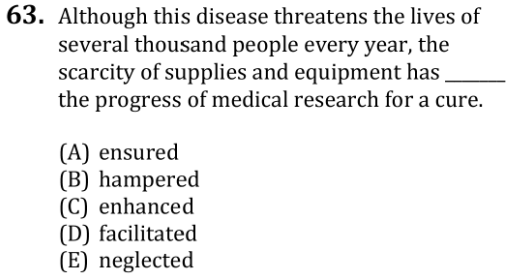 63. Although this disease threatens the lives of
several thousand people every year, the
scarcity of supplies and equipment has ______
the progress of medical research for a cure.
(A) ensured
(B) hampered
(C) enhanced
(D) facilitated
(E) neglected